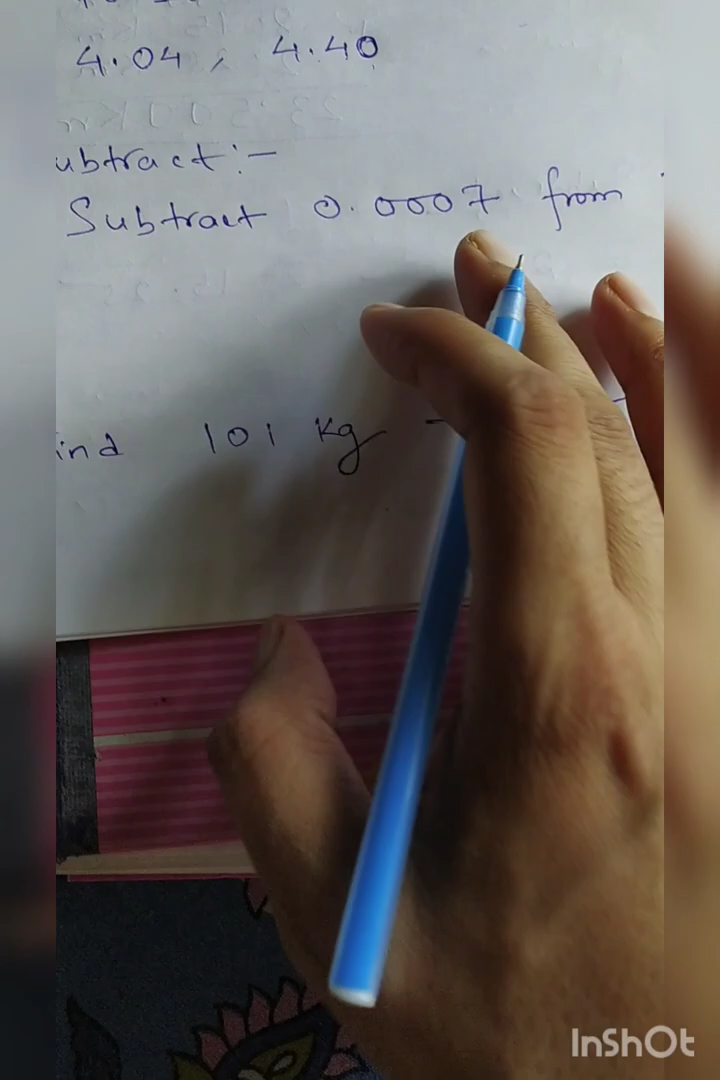 4.04, 4.40
ubtract:-
Subtract 0.0007 from
ind 101 Kg -
InShOt